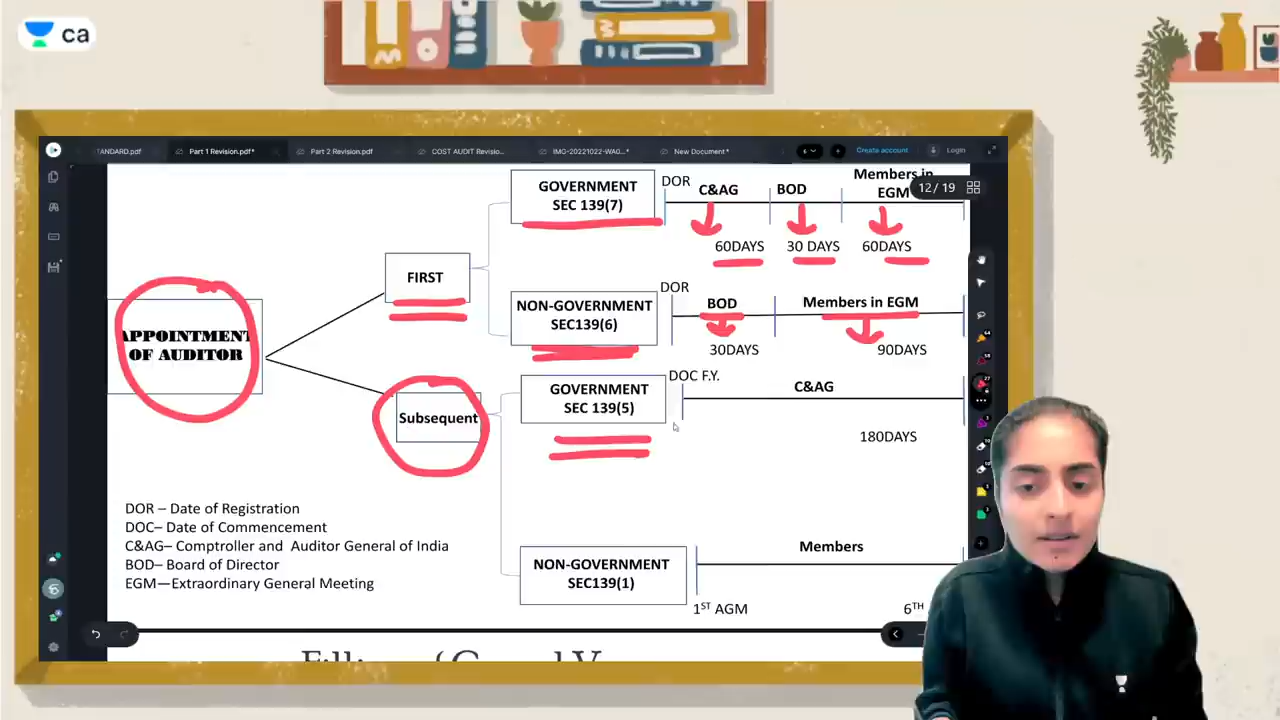 ca
TANDARD.pdf
Part 1 Revision.pdf*
Part 2 Revision.pdf
COST AUDIT Revisio...
IMG-20221022-WA0...*
New Document*
Create account
Login
12 / 19
APPOINTMENT
OF AUDITOR
FIRST
GOVERNMENT
SEC 139(7)
DOR
C&AG
BOD
Members in
EGM
60DAYS
30 DAYS
60DAYS
NON-GOVERNMENT
SEC139(6)
DOR
BOD
Members in EGM
30DAYS
90DAYS
Subsequent
GOVERNMENT
SEC 139(5)
DOC F.Y.
C&AG
180DAYS
NON-GOVERNMENT
SEC139(1)
Members
1ST AGM
6TH
DOR – Date of Registration
DOC– Date of Commencement
C&AG– Comptroller and Auditor General of India
BOD– Board of Director
EGM—Extraordinary General Meeting